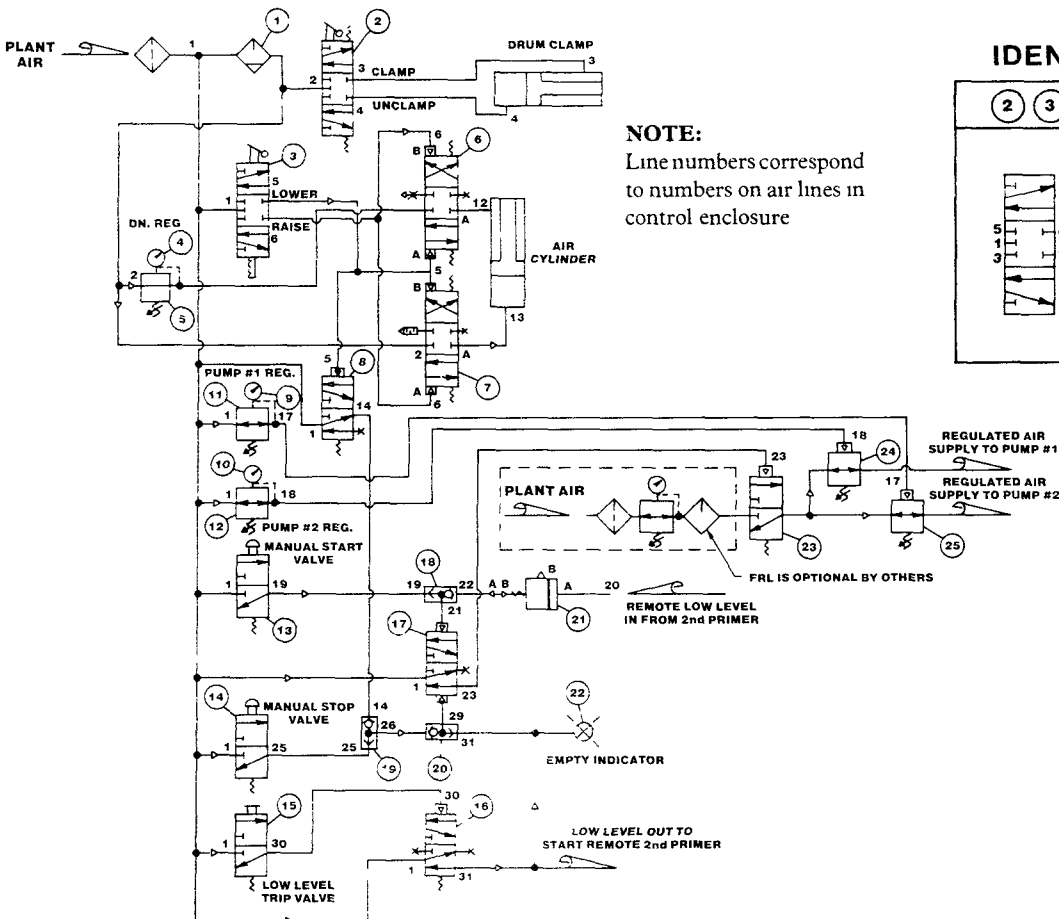 PLANT
AIR
1
1
2
DRUM CLAMP
3
3
CLAMP
2
UNCLAMP
4
4
NOTE:
Line numbers correspond
to numbers on air lines in
control enclosure
IDEN
2 3
5
1
3
3
5
LOWER
1
RAISE
6
6
B
6
12
A
AIR
CYLINDER
A
5
B
13
2
A
7
A
6
DN. REG
4
2
5
5
8
14
1
PUMP #1 REG.
11
9
1
17
10
1
18
12
PUMP #2 REG.
MANUAL START
VALVE
1
19
13
18
19
22
21
17
1
23
A B
B
A
20
21
REMOTE LOW LEVEL
IN FROM 2nd PRIMER
PLANT AIR
23
23
FRL IS OPTIONAL BY OTHERS
18
24
REGULATED AIR
SUPPLY TO PUMP #1
17
REGULATED AIR
SUPPLY TO PUMP #2
25
14
MANUAL STOP
VALVE
1
25
25
14
26
19
29
31
20
22
EMPTY INDICATOR
15
1
30
LOW LEVEL
TRIP VALVE
30
16
1
31
LOW LEVEL OUT TO
START REMOTE 2nd PRIMER